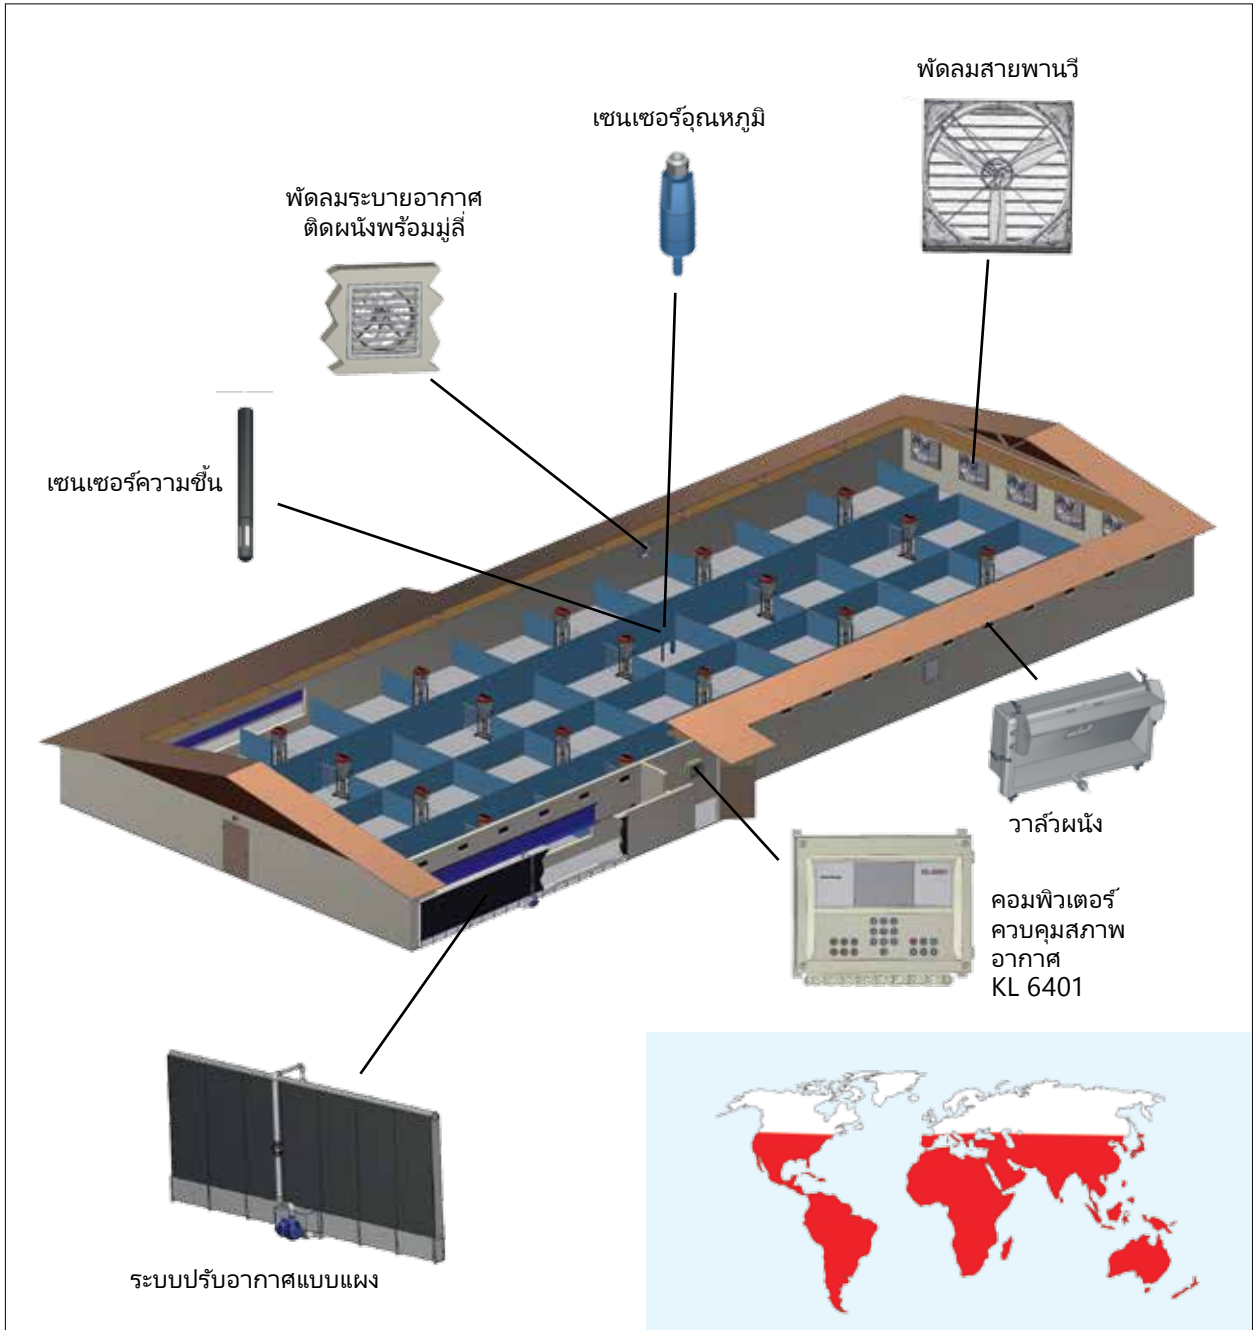 พัดลมสายพานวี
เซนเซอร์อุณหภูมิ
พัดลมระบายอากาศ
ติดผนังพร้อมมู่ลี่
เซนเซอร์ความชื้น
วาล์วผนัง
คอมพิวเตอร์
ควบคุมสภาพ
อากาศ
KL 6401
ระบบปรับอากาศแบบแผง